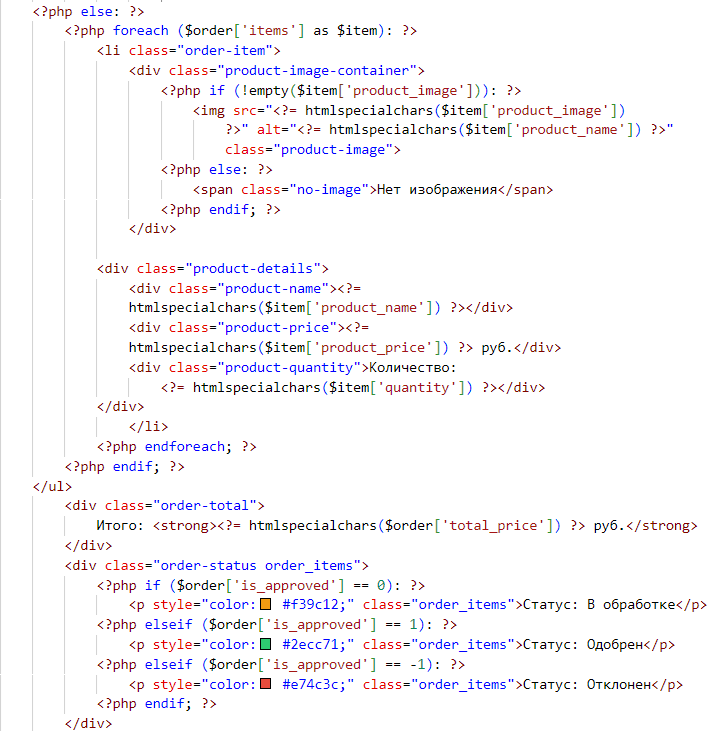 <?php else: ?>
<?php foreach ($order['items'] as $item): ?>
<li class="order-item">
<div class="product-image-container">
<?php if (!empty($item['product_image'])): ?>
<img src="<?= htmlspecialchars($item['product_image'])
?>" alt="<?= htmlspecialchars($item['product_name']) ?>"
class="product-image">
<?php else: ?>
<span class="no-image">Нет изображения</span>
<?php endif; ?>
</div>
<div class="product-details">
<div class="product-name"><?=
htmlspecialchars($item['product_name']) ?></div>
<div class="product-price"><?=
htmlspecialchars($item['product_price']) ?> руб.</div>
<div class="product-quantity">Количество:
<?= htmlspecialchars($item['quantity']) ?></div>
</div>
</li>
<?php endforeach; ?>
<?php endif; ?>
</ul>
<div class="order-total">
Итого: <strong><?= htmlspecialchars($order['total_price']) ?> руб.</strong>
</div>
<div class="order-status order_items">
<?php if ($order['is_approved'] == 0): ?>
<p style="color: #f39c12;" class="order_items">Статус: В обработке</p>
<?php elseif ($order['is_approved'] == 1): ?>
<p style="color: #2ecc71;" class="order_items">Статус: Одобрен</p>
<?php elseif ($order['is_approved'] == -1): ?>
<p style="color: #e74c3c;" class="order_items">Статус: Отклонен</p>
<?php endif; ?>
</div>